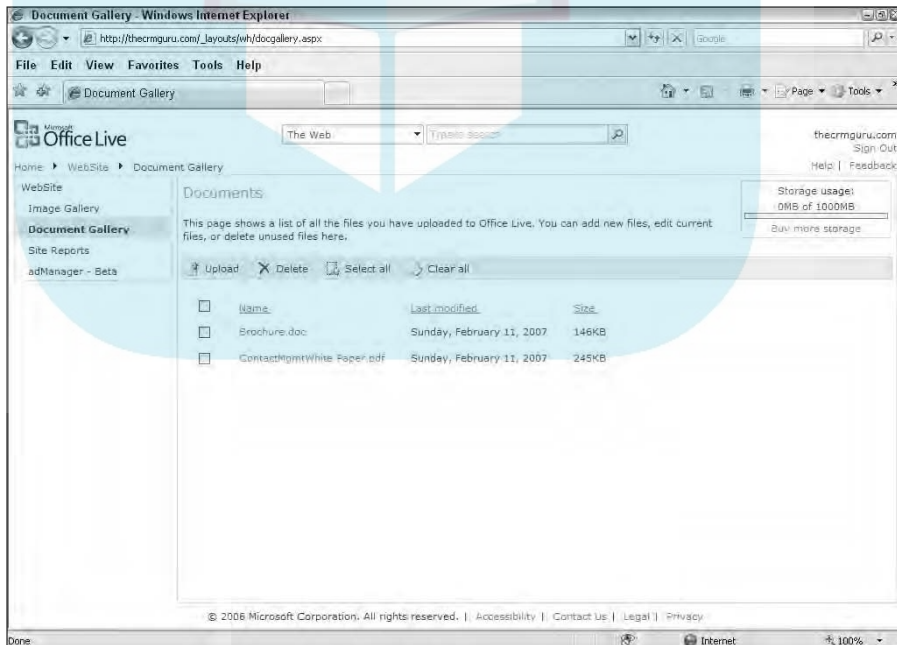 Document Gallery - Windows Internet Explorer
http://thecrmguru.com/_layouts/wh/docgallery.aspx
Google
File Edit View Favorites Tools Help
Document Gallery
Page Tools
Microsoft
Office Live
The Web
thecrmguru.com
Sign Out
Home WebSite Document Gallery
Help | Feedback
WebSite
Image Gallery
Document Gallery
Site Reports
adManager - Beta
Documents
This page shows a list of all the files you have uploaded to Office Live. You can add new files, edit current
files, or delete unused files here.
Storage usage:
0MB of 1000MB
Buy more storage
Upload Delete Select all Clear all
Name Last modified Size
Brochure.doc Sunday, February 11, 2007 146KB
ContactMgmtWhite Paper.pdf Sunday, February 11, 2007 245KB
© 2006 Microsoft Corporation. All rights reserved. | Accessibility | Contact Us | Legal | Privacy
Done Internet 100%